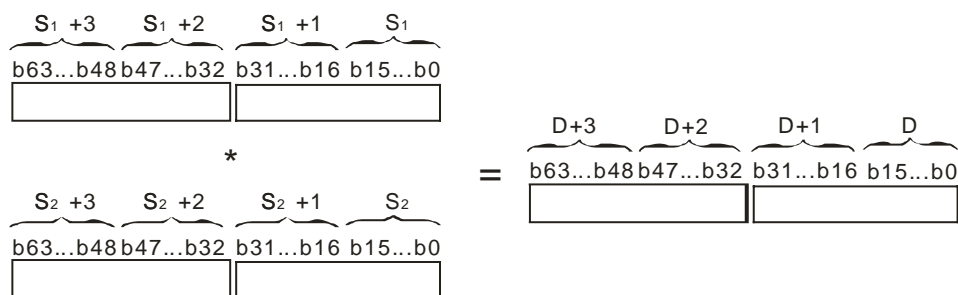 S1 +3 S1 +2 S1 +1 S1
b63...b48 b47...b32 b31...b16 b15...b0
*
S2 +3 S2 +2 S2 +1 S2
b63...b48 b47...b32 b31...b16 b15...b0
=
D+3 D+2 D+1 D
b63...b48 b47...b32 b31...b16 b15...b0